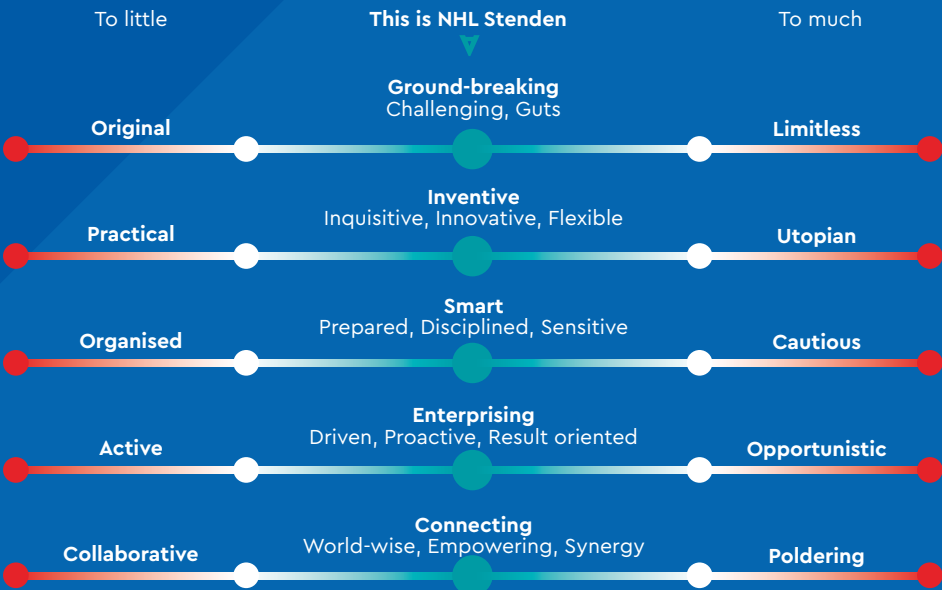 To little
This is NHL Stenden
To much
Ground-breaking
Challenging, Guts
Original
Limitless
Inventive
Inquisitive, Innovative, Flexible
Practical
Utopian
Smart
Prepared, Disciplined, Sensitive
Organised
Cautious
Enterprising
Driven, Proactive, Result oriented
Active
Opportunistic
Connecting
World-wise, Empowering, Synergy
Collaborative
Poldering